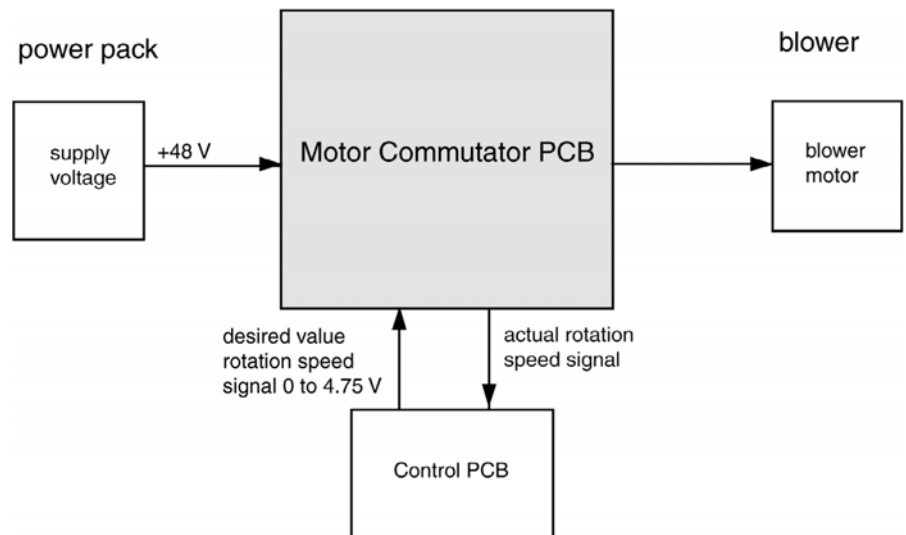 power pack
blower
supply
voltage
+48 V
Motor Commutator PCB
blower
motor
desired value
rotation speed
signal 0 to 4.75 V
actual rotation
speed signal
Control PCB